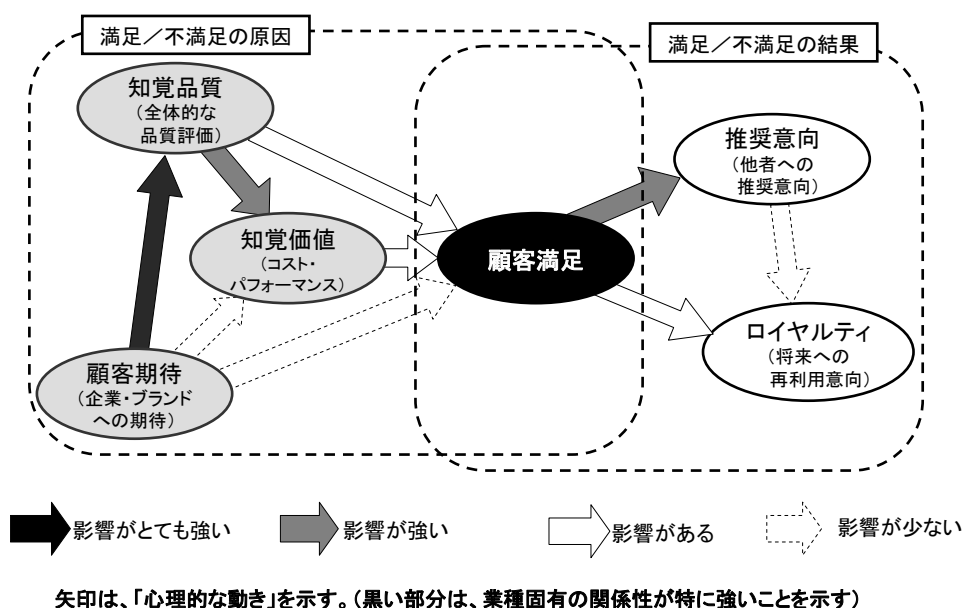 満足／不満足の原因
満足／不満足の結果
知覚品質
（全体的な
品質評価）
推奨意向
（他者への
推奨意向）
知覚価値
（コスト・
パフォーマンス）
顧客満足
ロイヤルティ
（将来への
再利用意向）
顧客期待
（企業・ブランド
への期待）
影響がとても強い
影響が強い
影響がある
影響が少ない
矢印は、「心理的な動き」を示す。（黒い部分は、業種固有の関係性が特に強いことを示す）